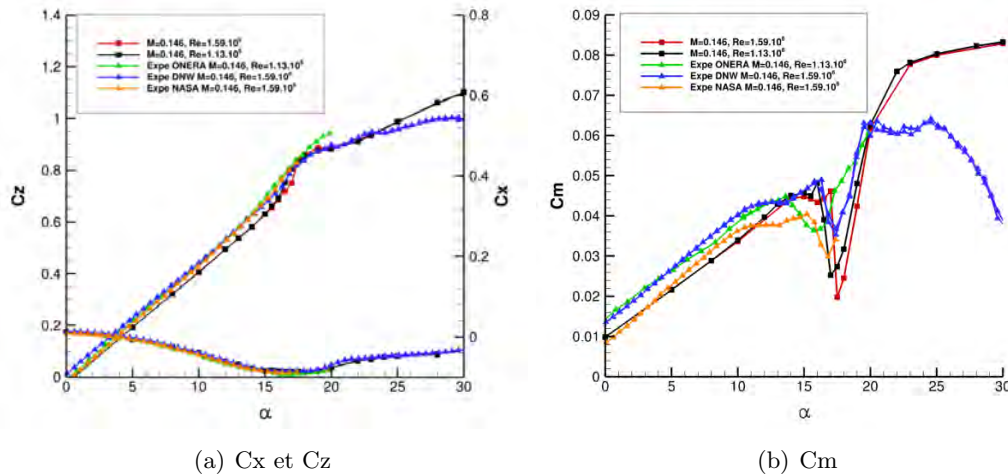 1.4
1.2
1
0.8
0.6
0.4
0.2
0
Cz
0.8
0.6
0.4
0.2
0
Cx
M=0.146, Re=1.59.10⁶
M=0.146, Re=1.13.10⁶
Expe ONERA M=0.146, Re=1.13.10⁶
Expe DNW M=0.146, Re=1.59.10⁶
Expe NASA M=0.146, Re=1.59.10⁶
0 5 10 15 20 25 30
α
(a) Cx et Cz
0.09
0.08
0.07
0.06
0.05
0.04
0.03
0.02
0.01
0.00
Cm
M=0.146, Re=1.59.10⁶
M=0.146, Re=1.13.10⁶
Expe ONERA M=0.146, Re=1.13.10⁶
Expe DNW M=0.146, Re=1.59.10⁶
Expe NASA M=0.146, Re=1.59.10⁶
0 5 10 15 20 25 30
α
(b) Cm